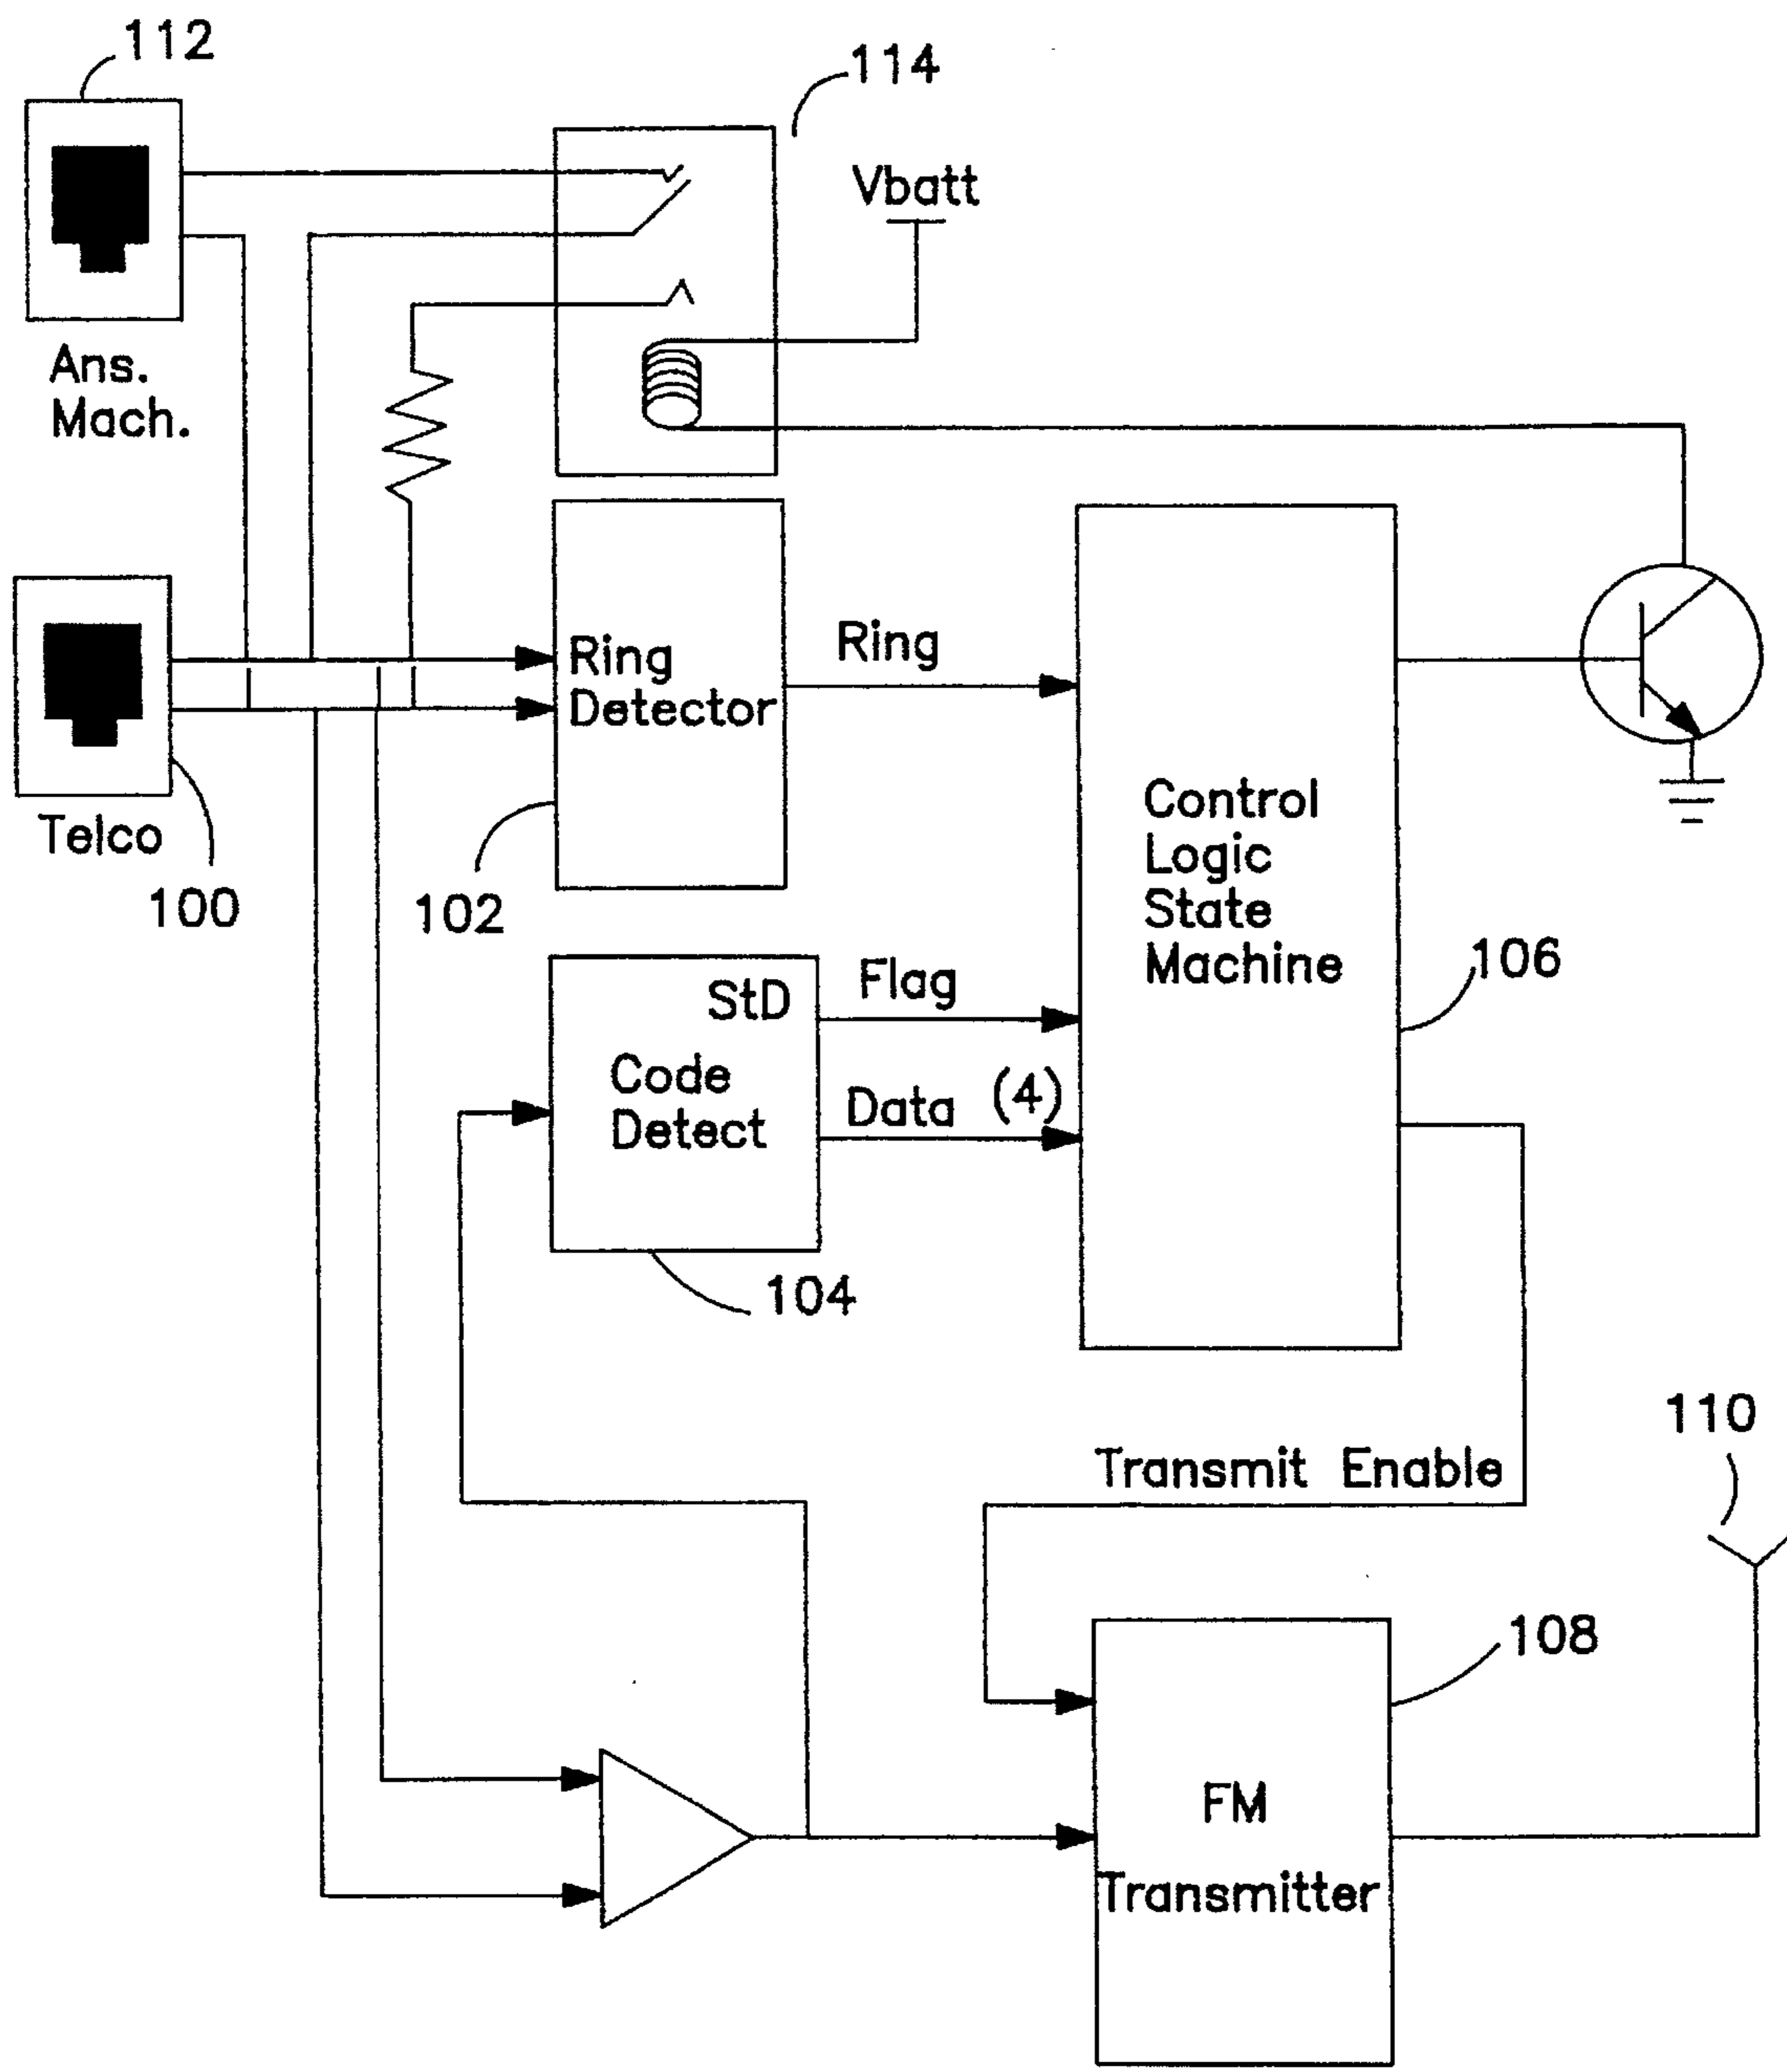 112
114
Vbatt
Ans.
Mach.
Ring
Detector
Ring
Telco
100
102
Control
Logic
State
Machine
106
StD
Flag
Code
Detect
Data (4)
104
110
Transmit Enable
108
FM
Transmitter